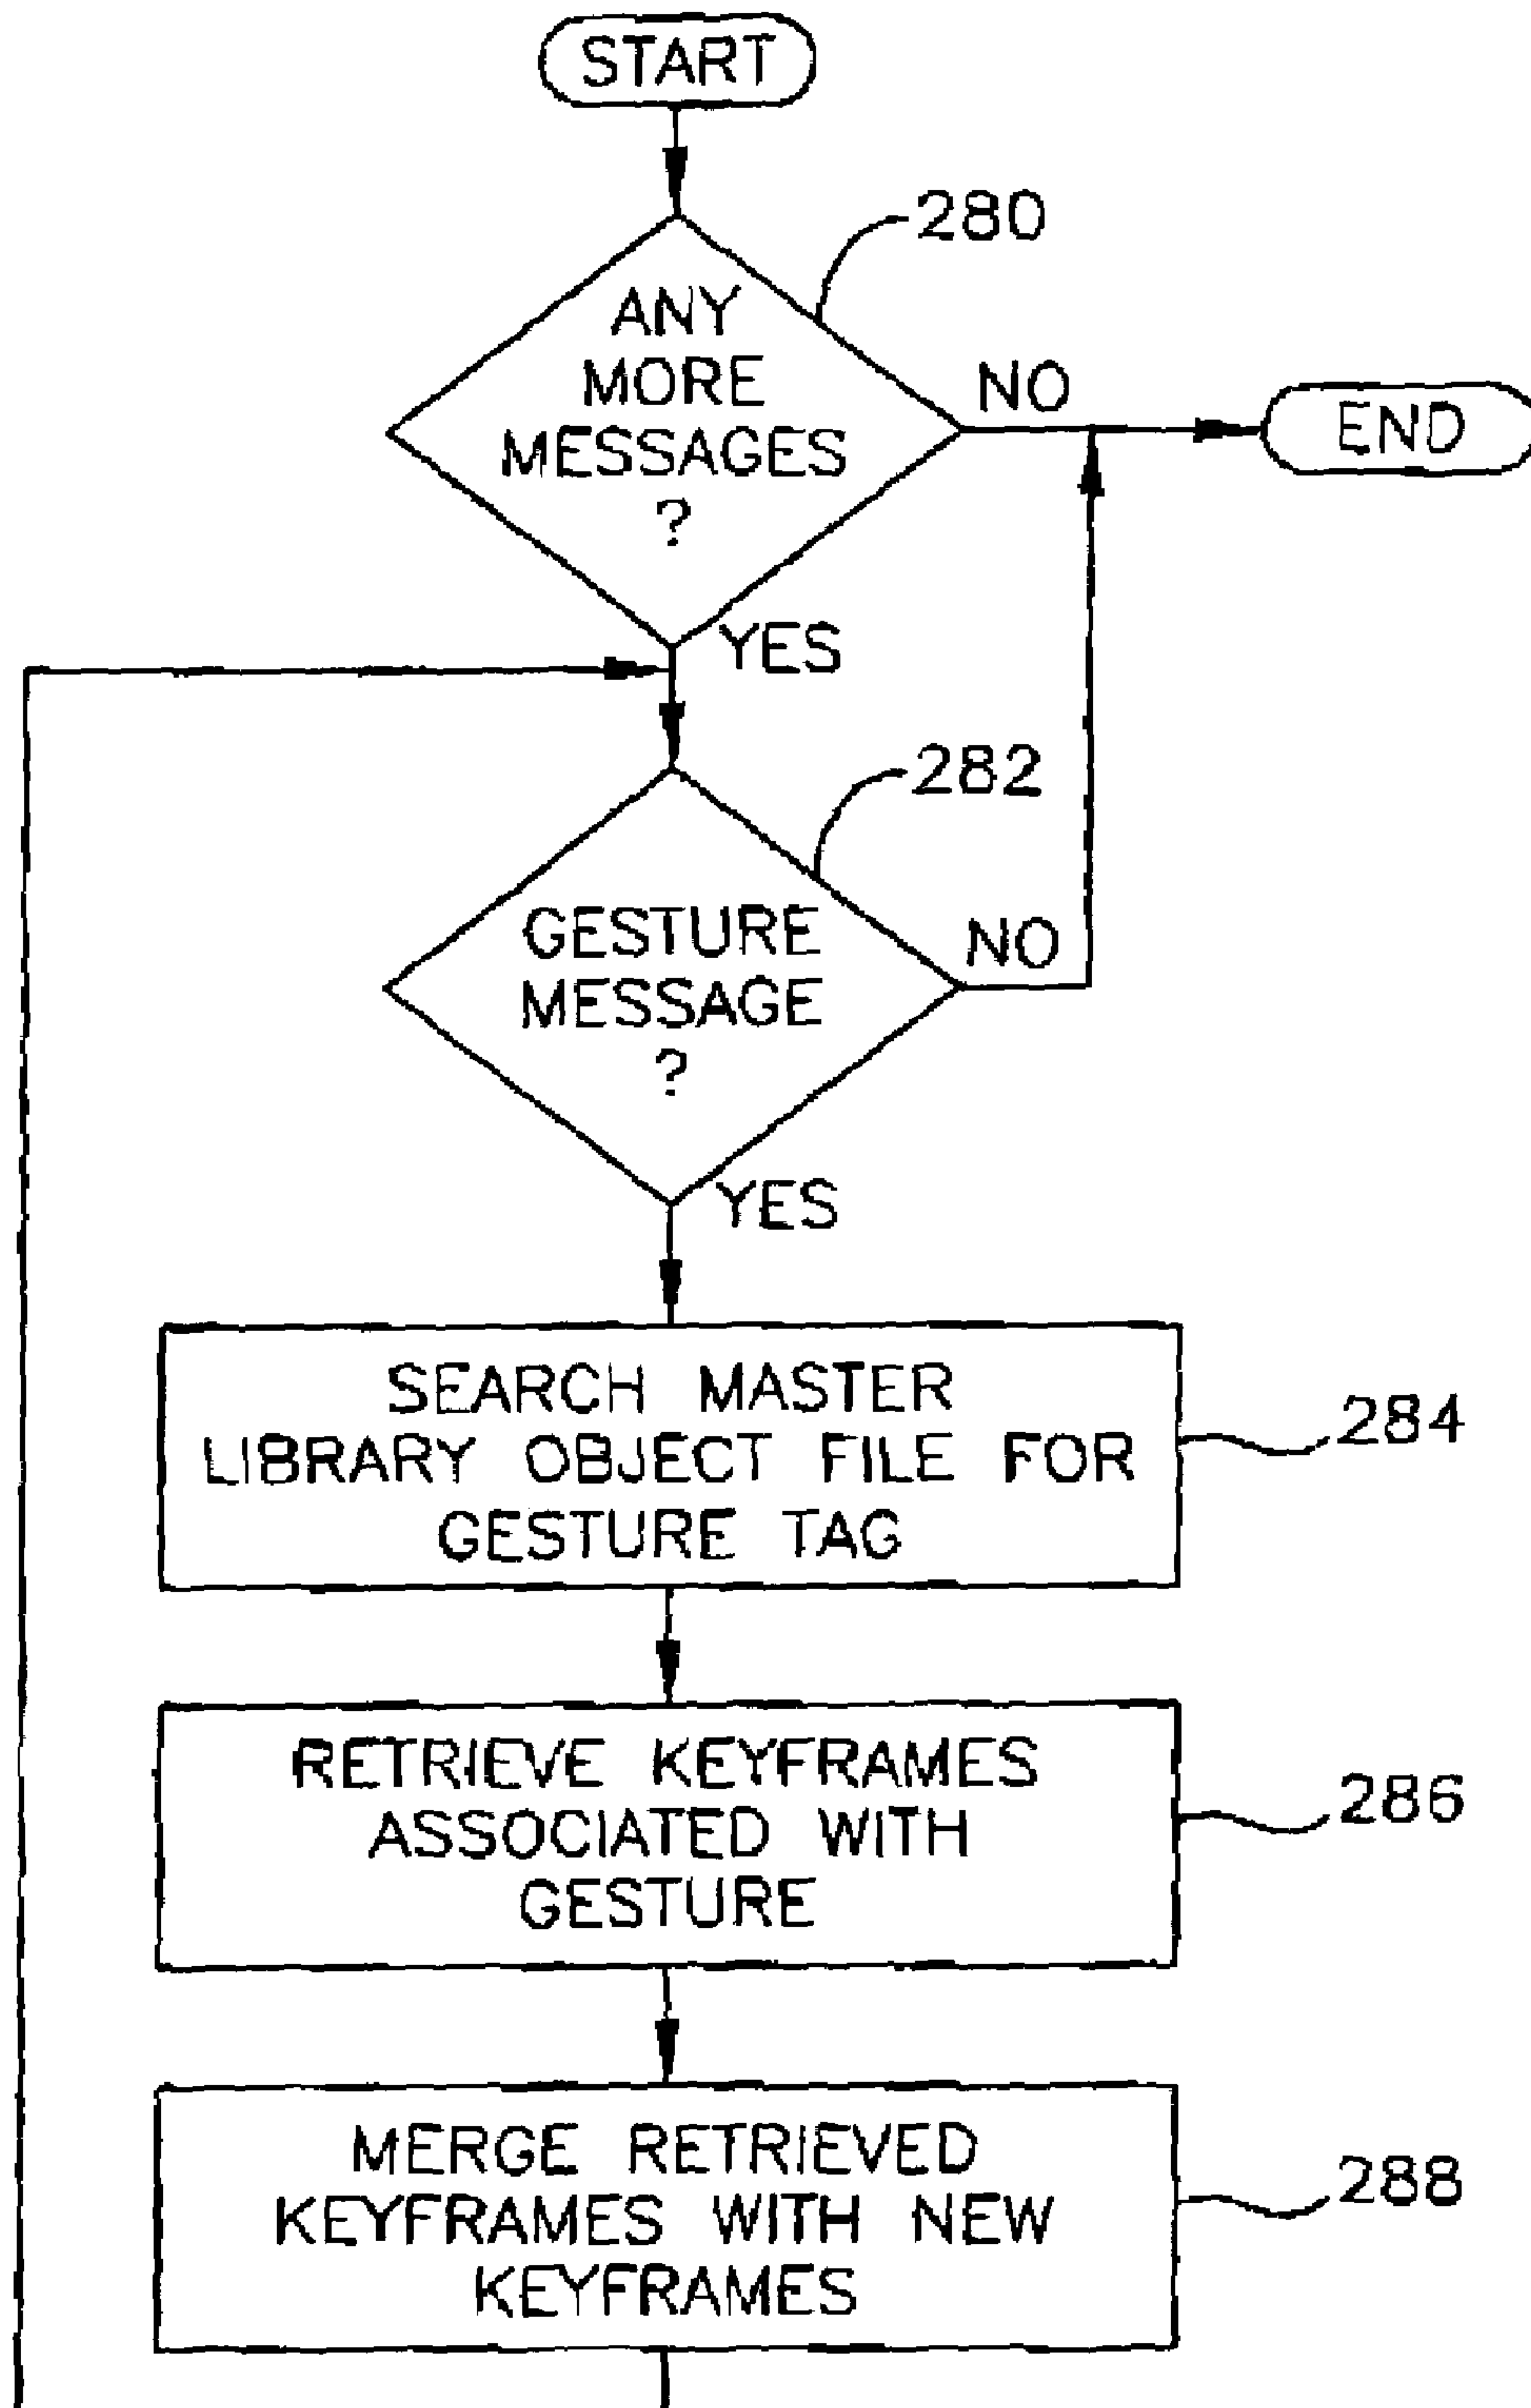 START
280
ANY
MORE
MESSAGES
?
NO
END
YES
282
GESTURE
MESSAGE
?
NO
YES
SEARCH MASTER
LIBRARY OBJECT FILE FOR
GESTURE TAG
284
RETRIEVE KEYFRAMES
ASSOCIATED WITH
GESTURE
286
MERGE RETRIEVED
KEYFRAMES WITH NEW
KEYFRAMES
288